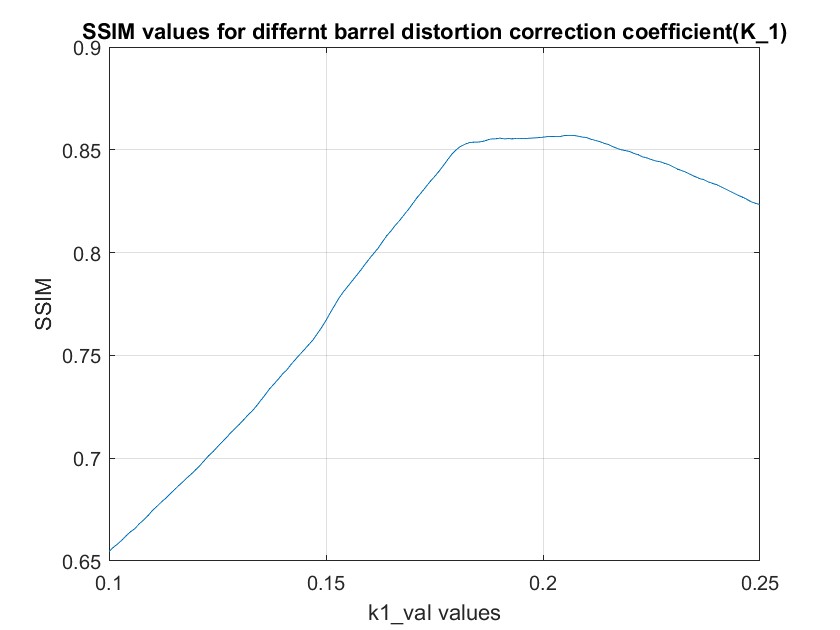 SSIM values for differnt barrel distortion correction coefficient(K_1)
0.9
0.85
0.8
0.75
0.7
0.65
SSIM
0.1 0.15 0.2 0.25
k1_val values